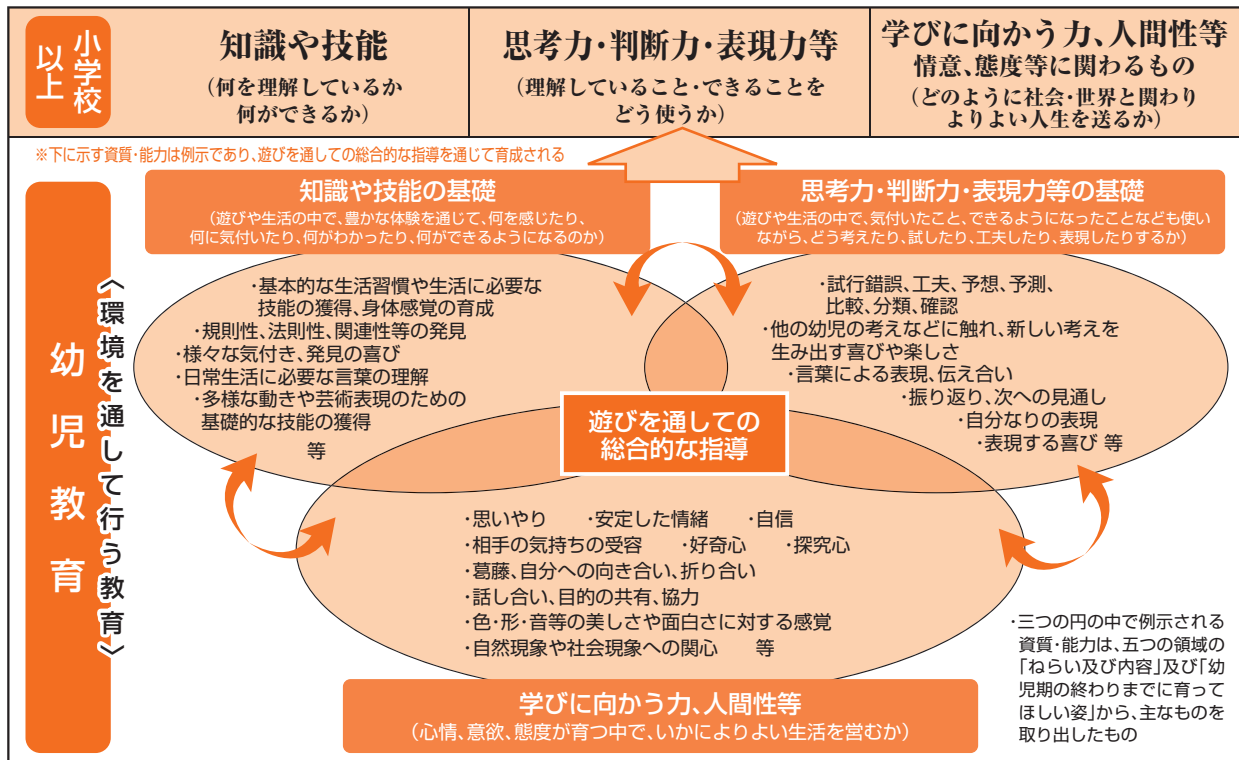 小学校
以上
知識や技能
(何を理解しているか
何ができるか)
思考力・判断力・表現力等
(理解していること・できることを
どう使うか)
学びに向かう力、人間性等
情意、態度等に関わるもの
(どのように社会・世界と関わり
よりよい人生を送るか)
※下に示す資質・能力は例示であり、遊びを通しての総合的な指導を通じて育成される
幼児教育
〈環境を通して行う教育〉
知識や技能の基礎
(遊びや生活の中で、豊かな体験を通じて、何を感じたり、
何に気付いたり、何がわかったり、何ができるようになるのか)
思考力・判断力・表現力等の基礎
(遊びや生活の中で、気付いたこと、できるようになったことなども使い
ながら、どう考えたり、試したり、工夫したり、表現したりするか)
・基本的な生活習慣や生活に必要な
技能の獲得、身体感覚の育成
・規則性、法則性、関連性等の発見
・様々な気付き、発見の喜び
・日常生活に必要な言葉の理解
・多様な動きや芸術表現のための
基礎的な技能の獲得
等
・試行錯誤、工夫、予想、予測、
比較、分類、確認
・他の幼児の考えなどに触れ、新しい考えを
生み出す喜びや楽しさ
・言葉による表現、伝え合い
・振り返り、次への見通し
・自分なりの表現
・表現する喜び 等
遊びを通しての
総合的な指導
・思いやり ・安定した情緒 ・自信
・相手の気持ちの受容 ・好奇心 ・探究心
・葛藤、自分への向き合い、折り合い
・話し合い、目的の共有、協力
・色・形・音等の美しさや面白さに対する感覚
・自然現象や社会現象への関心 等
学びに向かう力、人間性等
(心情、意欲、態度が育つ中で、いかによりよい生活を営むか)
・三つの円の中で例示される
資質・能力は、五つの領域の
「ねらい及び内容」及び「幼
児期の終わりまでに育って
ほしい姿」から、主なものを
取り出したもの